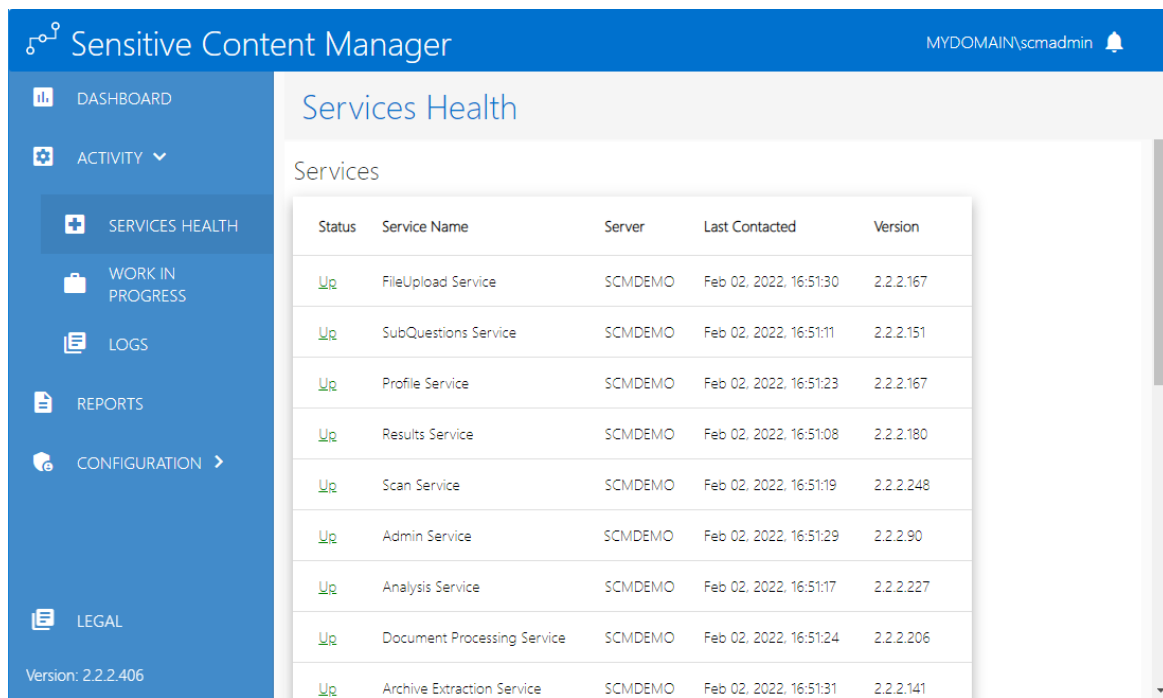 Sensitive Content Manager
MYDOMAIN\scmadmin
DASHBOARD
ACTIVITY
SERVICES HEALTH
WORK IN
PROGRESS
LOGS
REPORTS
CONFIGURATION
LEGAL
Version: 2.2.2.406
Services Health
Services
Status Service Name Server Last Contacted Version
Up FileUpload Service SCMDEMO Feb 02, 2022, 16:51:30 2.2.2.167
Up SubQuestions Service SCMDEMO Feb 02, 2022, 16:51:11 2.2.2.151
Up Profile Service SCMDEMO Feb 02, 2022, 16:51:23 2.2.2.167
Up Results Service SCMDEMO Feb 02, 2022, 16:51:08 2.2.2.180
Up Scan Service SCMDEMO Feb 02, 2022, 16:51:19 2.2.2.248
Up Admin Service SCMDEMO Feb 02, 2022, 16:51:29 2.2.2.90
Up Analysis Service SCMDEMO Feb 02, 2022, 16:51:17 2.2.2.227
Up Document Processing Service SCMDEMO Feb 02, 2022, 16:51:24 2.2.2.206
Up Archive Extraction Service SCMDEMO Feb 02, 2022, 16:51:31 2.2.2.141